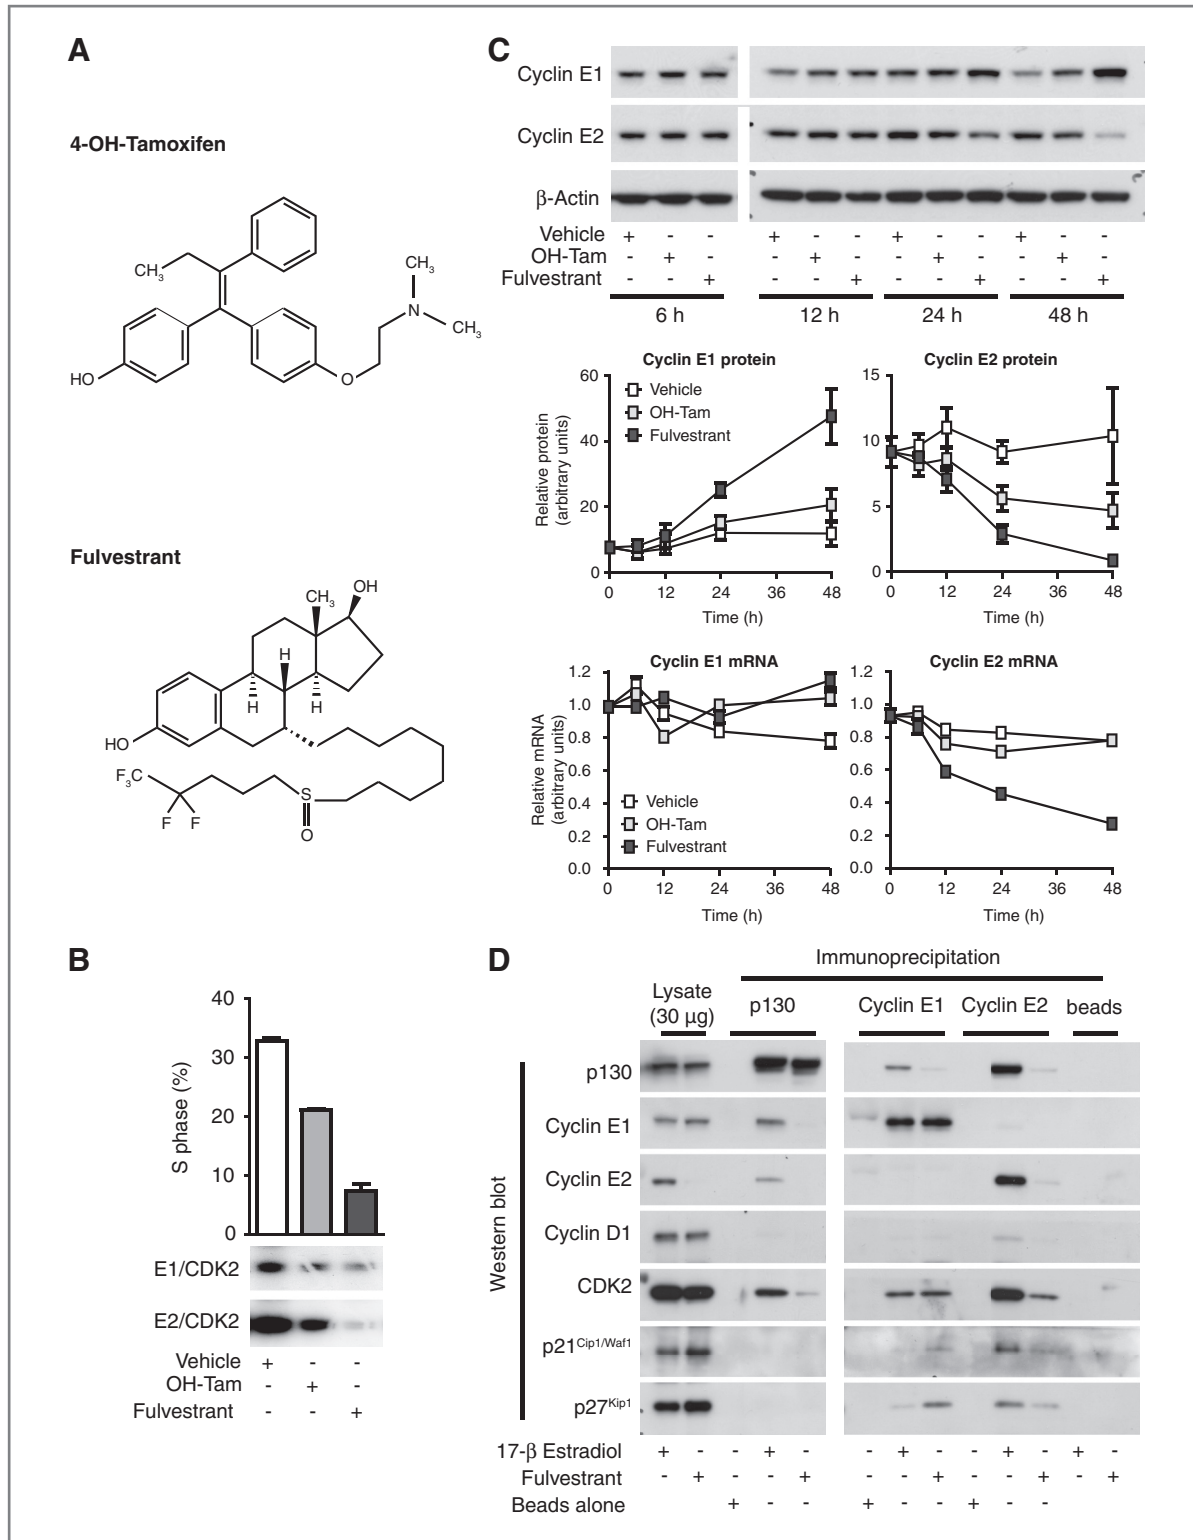 A
4-OH-Tamoxifen
CH3
CH3
N
CH3
HO
O
Fulvestrant
CH3
OH
H
H
H
HO
F3C
F
F
S
O
B
S phase (%)
40
30
20
10
0
E1/CDK2
E2/CDK2
Vehicle + - -
OH-Tam - + -
Fulvestrant - - +
C
Cyclin E1
Cyclin E2
β-Actin
Vehicle + - - + - - + - - + - -
OH-Tam - + - - + - - + - - + -
Fulvestrant - - + - - + - - + - - +
6 h 12 h 24 h 48 h
Cyclin E1 protein
Relative protein
(arbitrary units)
60
40
20
0
Vehicle
OH-Tam
Fulvestrant
0 12 24 36 48
Time (h)
Cyclin E2 protein
15
10
5
0
0 12 24 36 48
Time (h)
Cyclin E1 mRNA
Relative mRNA
(arbitrary units)
1.2
1.0
0.8
0.6
0.4
0.2
0.0
Vehicle
OH-Tam
Fulvestrant
0 12 24 36 48
Time (h)
Cyclin E2 mRNA
1.2
1.0
0.8
0.6
0.4
0.2
0.0
0 12 24 36 48
Time (h)
D
Immunoprecipitation
Lysate
(30 μg)
p130
Cyclin E1
Cyclin E2
beads
Western blot
p130
Cyclin E1
Cyclin E2
Cyclin D1
CDK2
p21Cip1/Waf1
p27Kip1
17-β Estradiol + - - + - - + - - + - + -
Fulvestrant - + - - + - - + - - + - +
Beads alone - - + - - + - - + - -